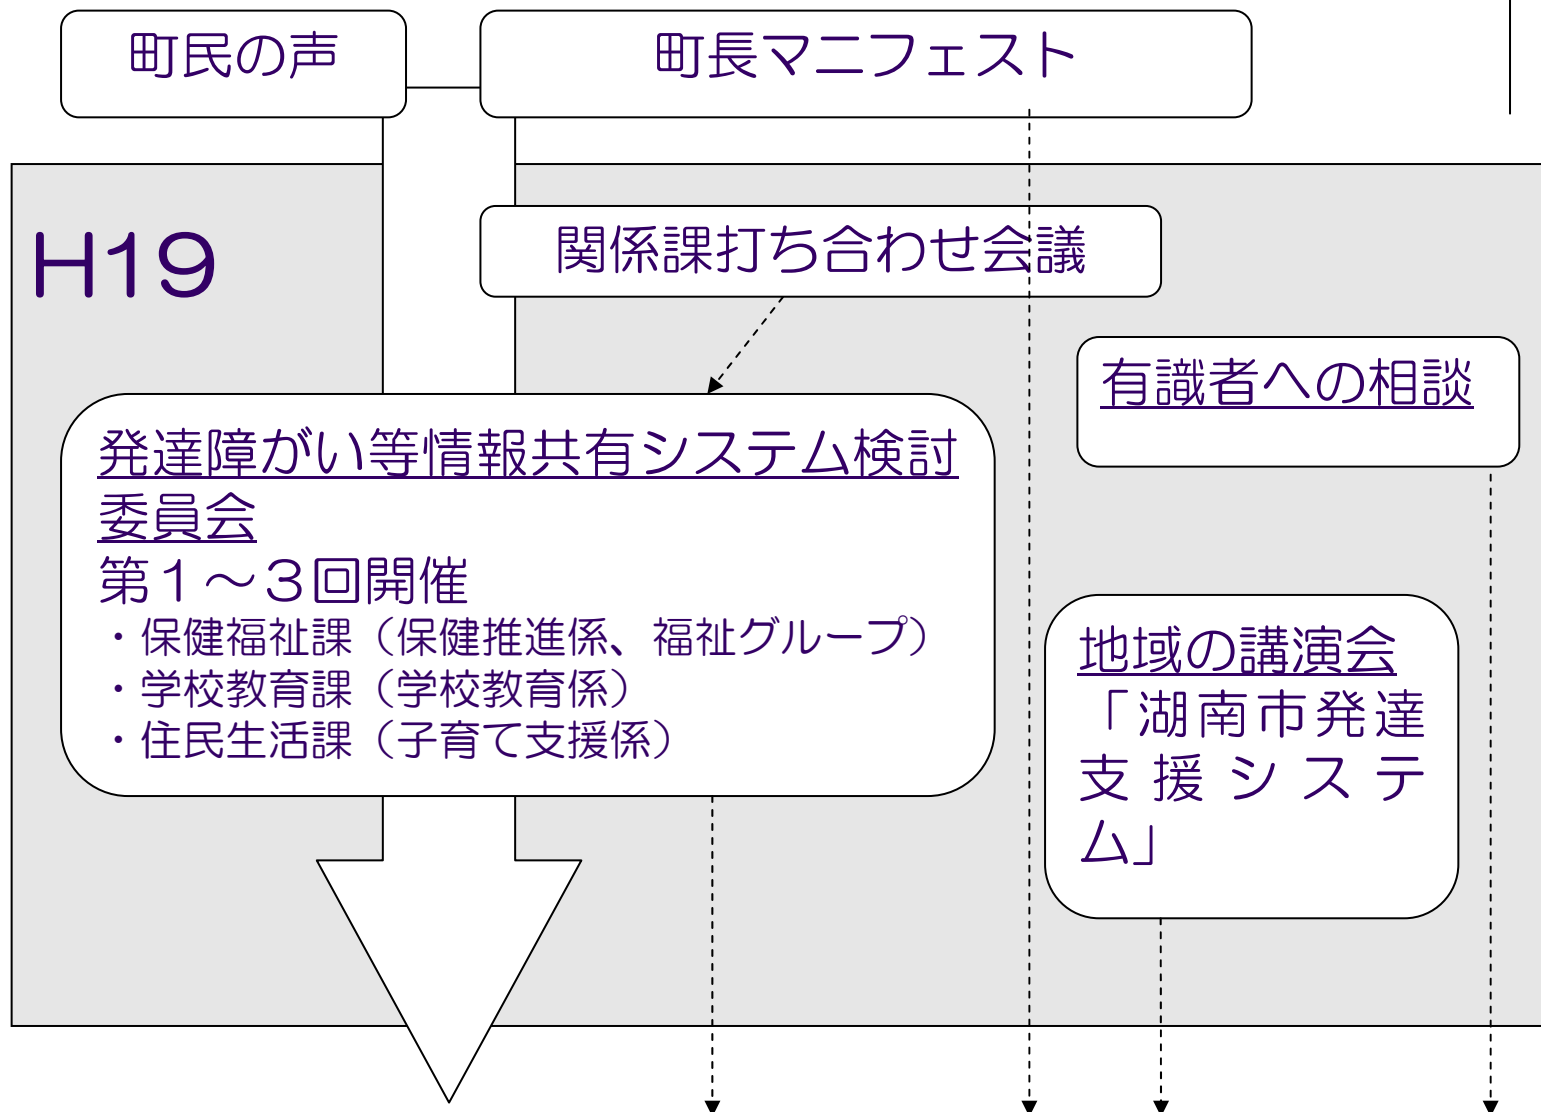 町民の声
町長マニフェスト
H19
関係課打ち合わせ会議
有識者への相談
発達障がい等情報共有システム検討
委員会
第1～3回開催
・保健福祉課（保健推進係、福祉グループ）
・学校教育課（学校教育係）
・住民生活課（子育て支援係）
地域の講演会
「湖南市発達
支援システ
ム」